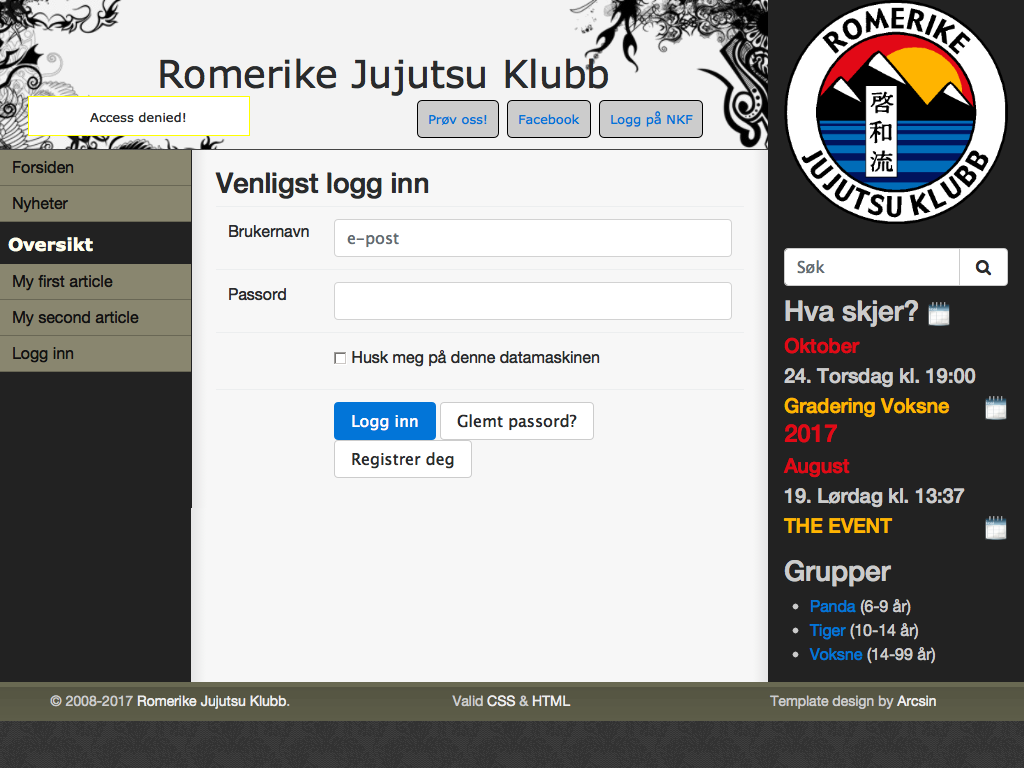 Romerike Jujutsu Klubb
Access denied!
Prøv oss!
Facebook
Logg på NKF
Forsiden
Nyheter
Oversikt
My first article
My second article
Logg inn
Venligst logg inn
Brukernavn
e-post
Passord
Husk meg på denne datamaskinen
Logg inn
Glemt passord?
Registrer deg
ROMERIKE
啓和流
JUJUTSU KLUBB
Søk
Hva skjer?
Oktober
24. Torsdag kl. 19:00
Gradering Voksne
2017
August
19. Lørdag kl. 13:37
THE EVENT
Grupper
Panda (6-9 år)
Tiger (10-14 år)
Voksne (14-99 år)
© 2008-2017 Romerike Jujutsu Klubb.
Valid CSS & HTML
Template design by Arcsin